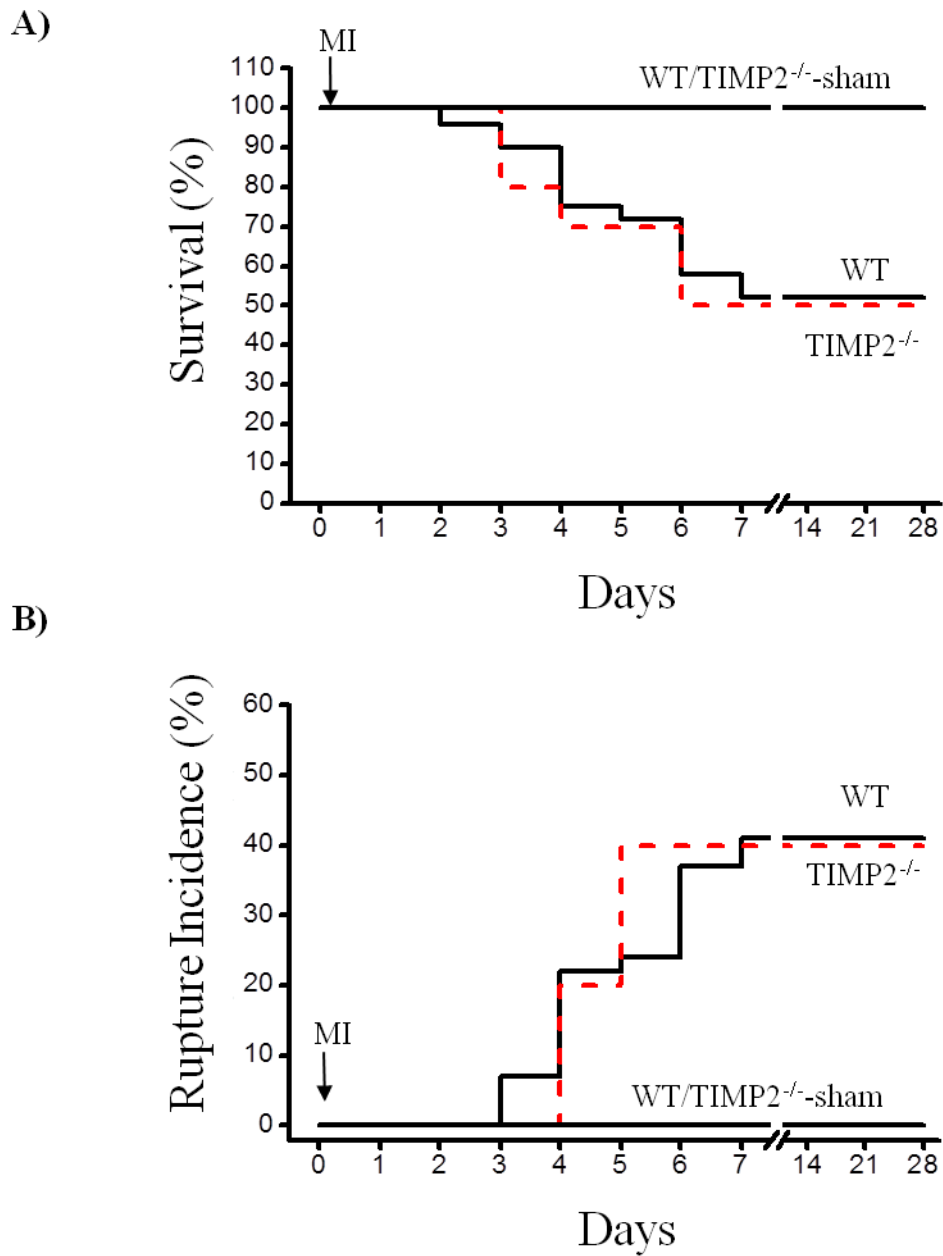 A)
MI
WT/TIMP2-/--sham
110
100
90
80
70
60
50
40
30
20
10
0
Survival (%)
WT
TIMP2-/-
0 1 2 3 4 5 6 7 14 21 28
Days
B)
60
50
40
30
20
10
0
Rupture Incidence (%)
WT
TIMP2-/-
MI
WT/TIMP2-/--sham
0 1 2 3 4 5 6 7 14 21 28
Days